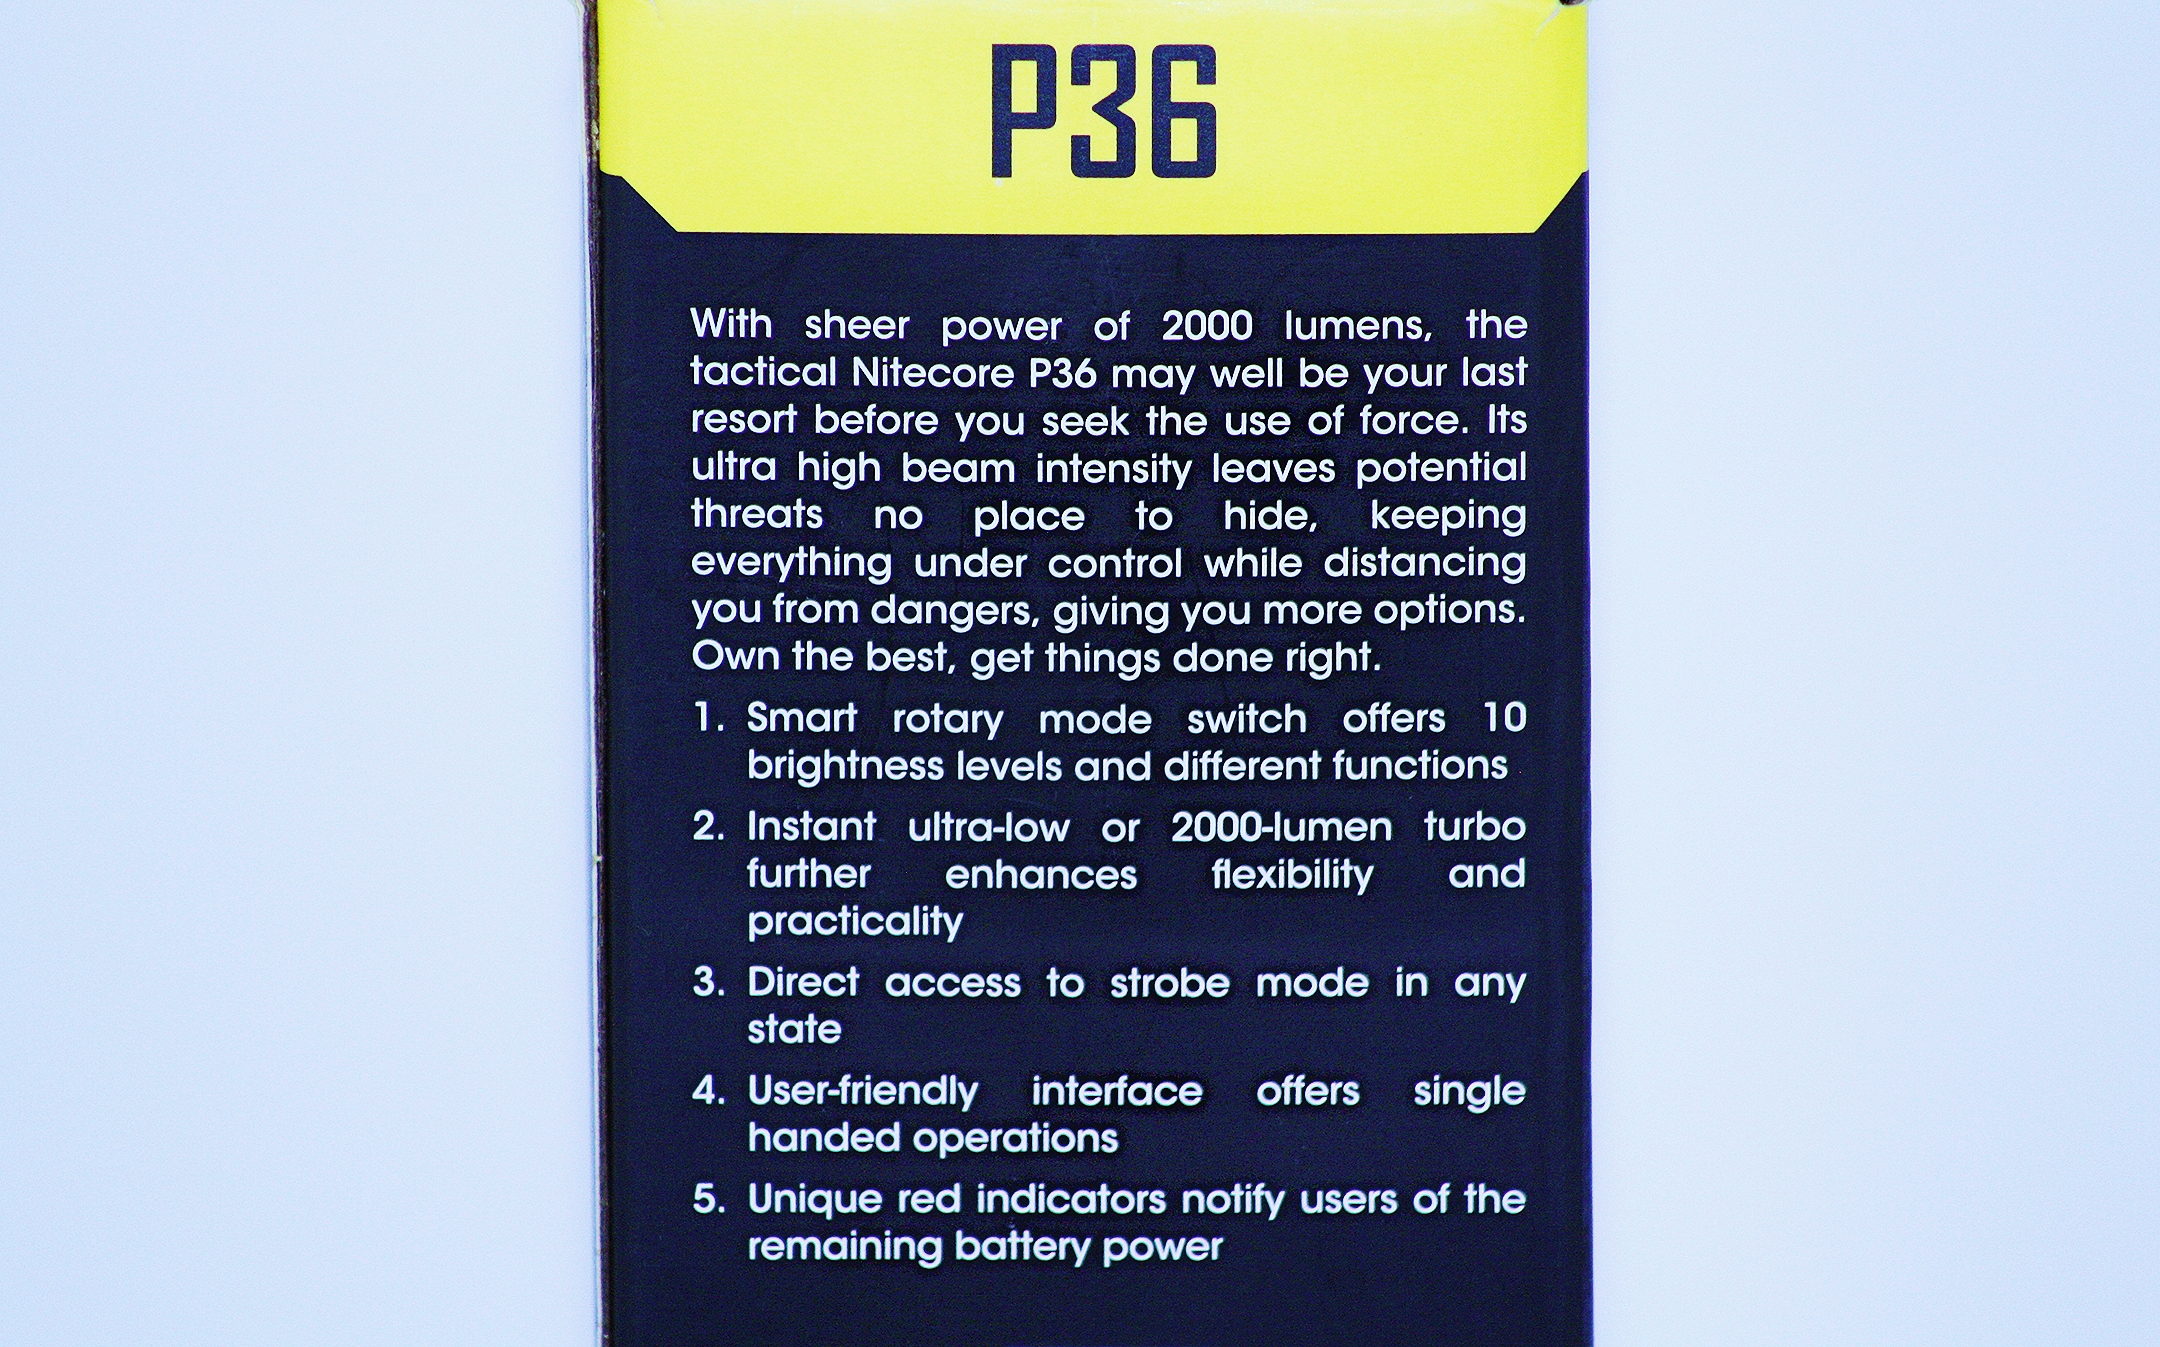 P36
With sheer power of 2000 lumens, the
tactical Nitecore P36 may well be your last
resort before you seek the use of force. Its
ultra high beam intensity leaves potential
threats no place to hide, keeping
everything under control while distancing
you from dangers, giving you more options.
Own the best, get things done right.
1. Smart rotary mode switch offers 10
brightness levels and different functions
2. Instant ultra-low or 2000-lumen turbo
further enhances flexibility and
practicality
3. Direct access to strobe mode in any
state
4. User-friendly interface offers single
handed operations
5. Unique red indicators notify users of the
remaining battery power